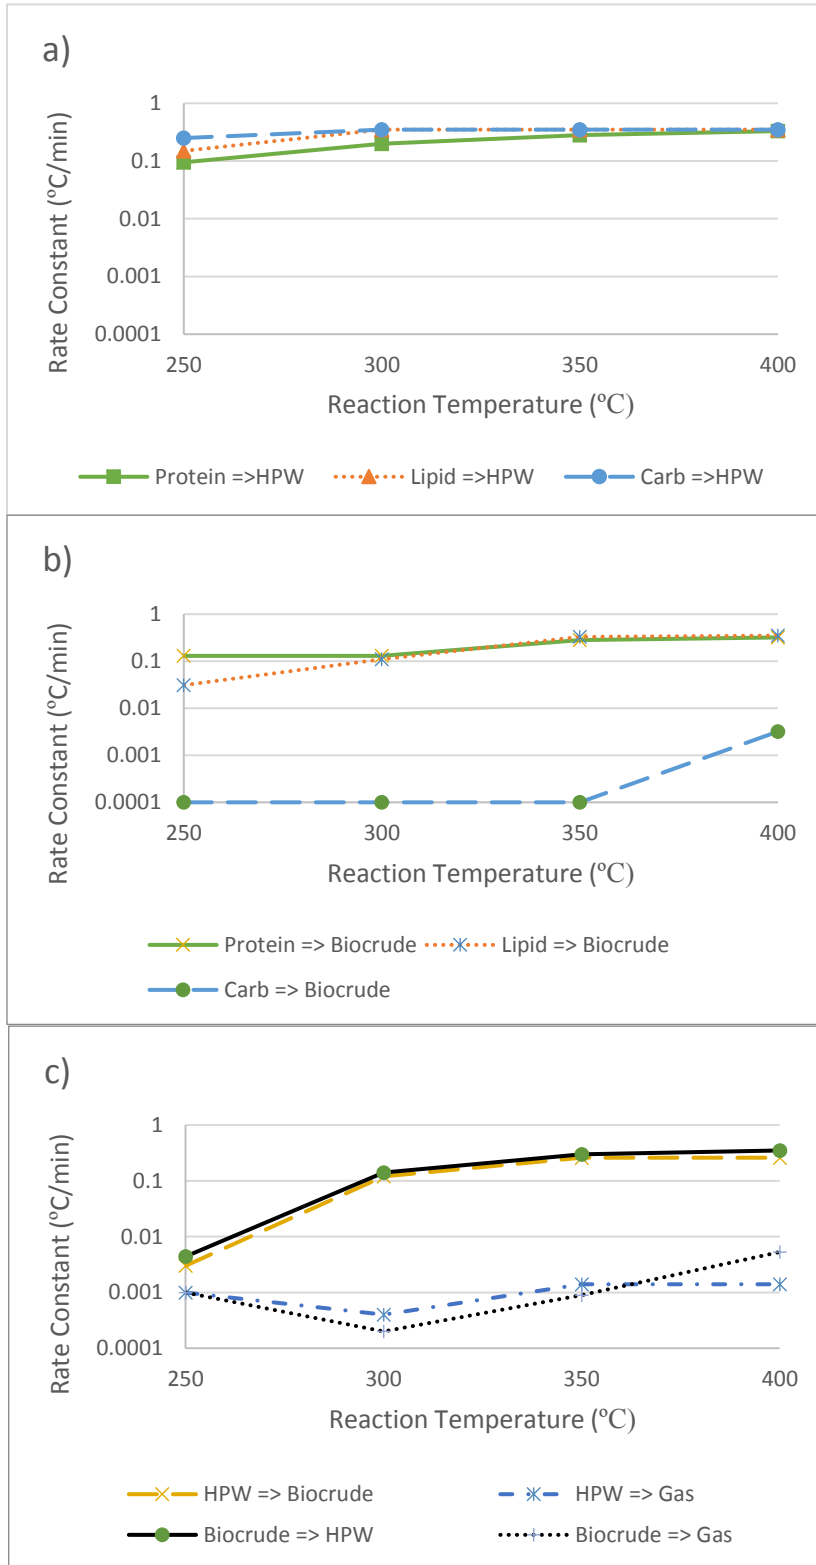 a)
Rate Constant (ºC/min)
1
0.1
0.01
0.001
0.0001
250 300 350 400
Reaction Temperature (ºC)
Protein =>HPW Lipid =>HPW Carb =>HPW
b)
Rate Constant (ºC/min)
1
0.1
0.01
0.001
0.0001
250 300 350 400
Reaction Temperature (ºC)
Protein => Biocrude Lipid => Biocrude
Carb => Biocrude
c)
Rate Constant (ºC/min)
1
0.1
0.01
0.001
0.0001
250 300 350 400
Reaction Temperature (ºC)
HPW => Biocrude HPW => Gas
Biocrude => HPW Biocrude => Gas